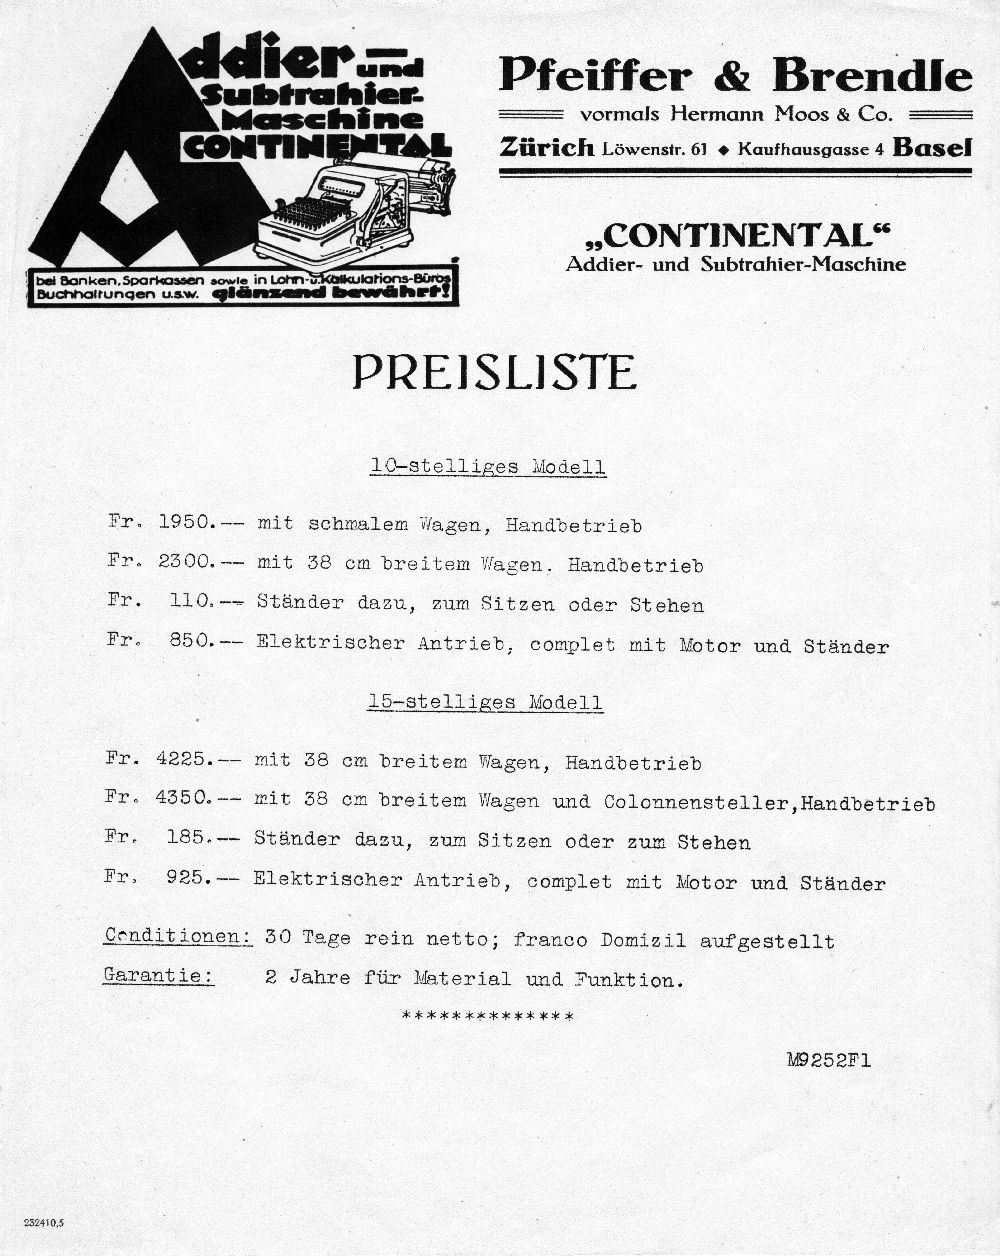 Addier- und
Subtrahier-
Maschine
CONTINENTAL
bei Banken, Sparkassen sowie in Lohn- u. Kalkulations-Büros
Buchhaltungen u.s.w. glänzend bewährt!
Pfeiffer & Brendle
vormals Hermann Moos & Co.
Zürich Löwenstr. 61 ♦ Kaufhausgasse 4 Basel
„CONTINENTAL“
Addier- und Subtrahier-Maschine
PREISLISTE
10-stelliges Modell
Fr. 1950.-- mit schmalem Wagen, Handbetrieb
Fr. 2300.-- mit 38 cm breitem Wagen. Handbetrieb
Fr. 110.-- Ständer dazu, zum Sitzen oder Stehen
Fr. 850.-- Elektrischer Antrieb, complet mit Motor und Ständer
15-stelliges Modell
Fr. 4225.-- mit 38 cm breitem Wagen, Handbetrieb
Fr. 4350.-- mit 38 cm breitem Wagen und Colonnensteller,Handbetrieb
Fr. 185.-- Ständer dazu, zum Sitzen oder zum Stehen
Fr. 925.-- Elektrischer Antrieb, complet mit Motor und Ständer
Conditionen: 30 Tage rein netto; franco Domizil aufgestellt
Garantie: 2 Jahre für Material und Funktion.
**************
M9252F1
232410,5